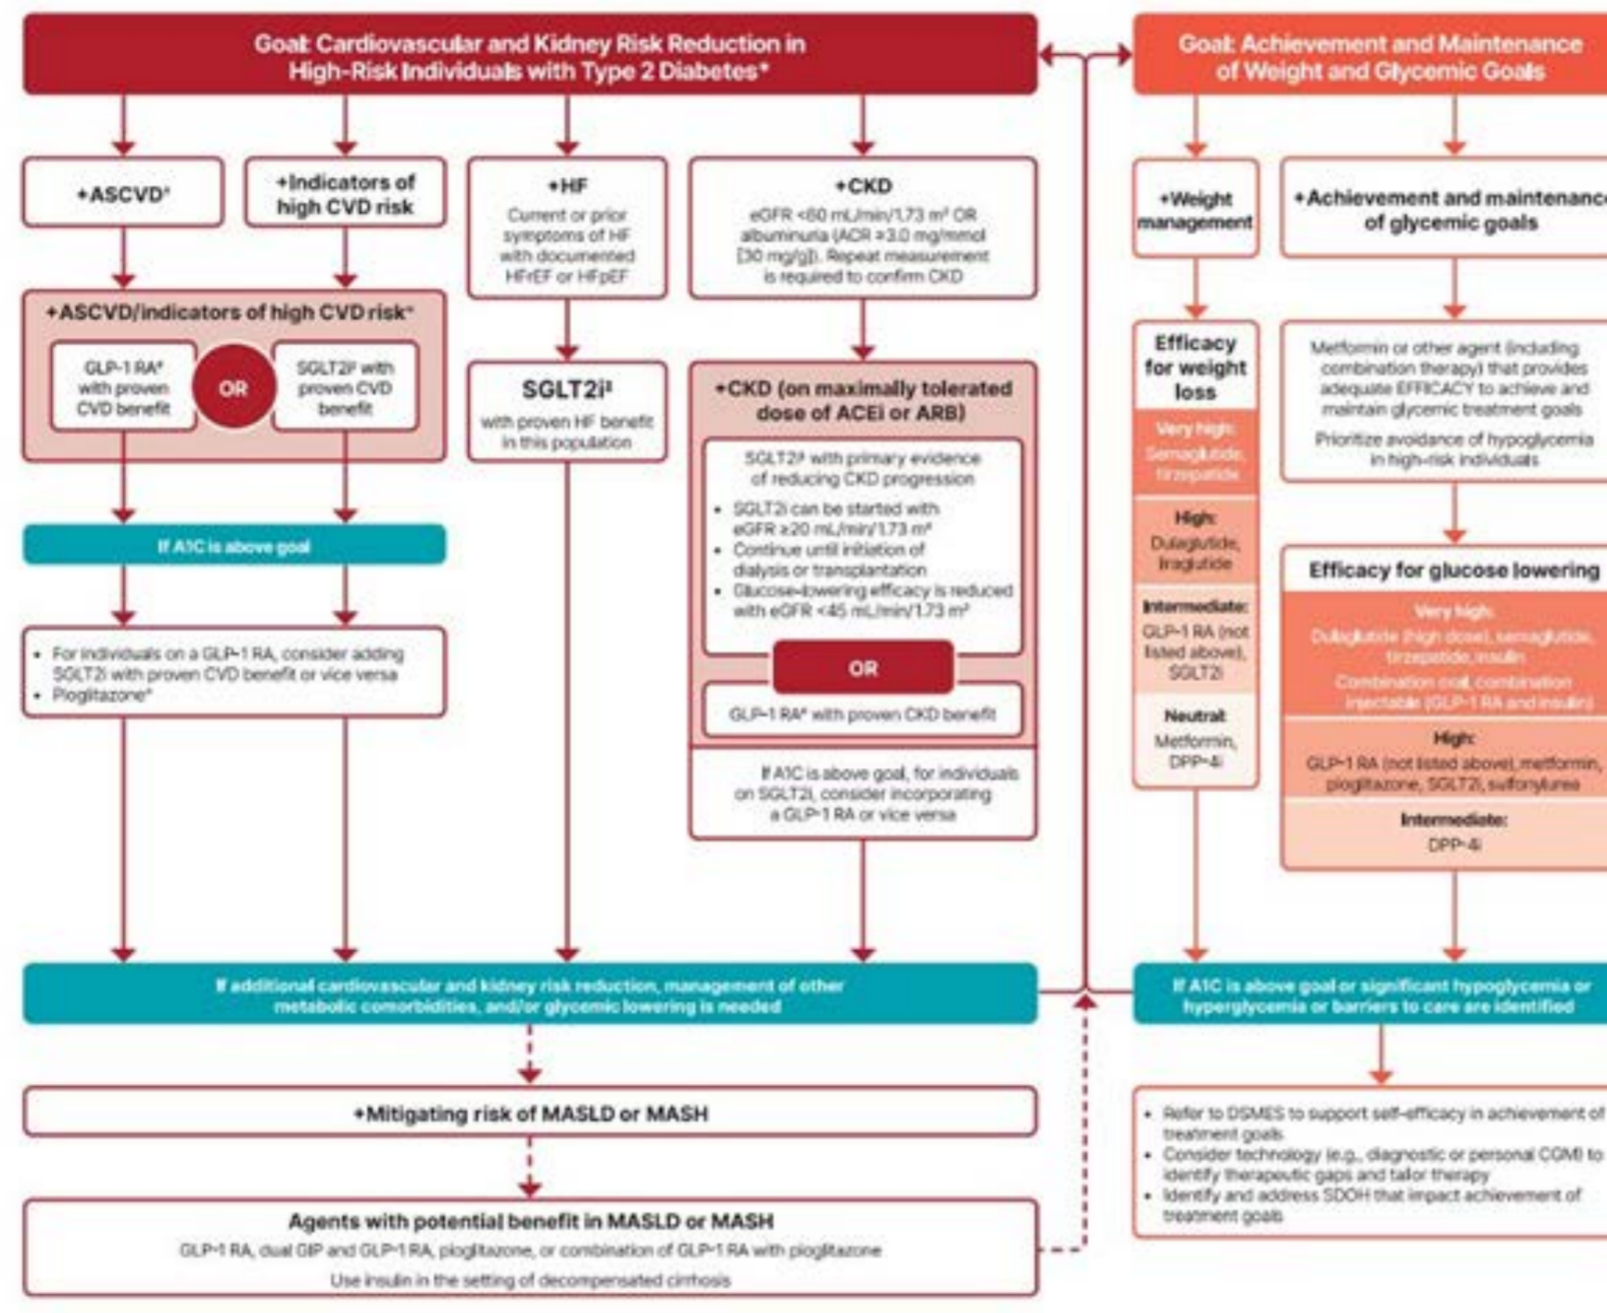 Goal: Cardiovascular and Kidney Risk Reduction in
High-Risk Individuals with Type 2 Diabetes*
+ASCVD†
+Indicators of
high CVD risk
+ASCVD/indicators of high CVD risk
GLP-1 RA#
with proven
CVD benefit
OR
SGLT2i‡ with
proven CVD
benefit
If A1C is above goal
• For individuals on a GLP-1 RA, consider adding
SGLT2i with proven CVD benefit or vice versa
• Pioglitazone^
+HF
Current or prior
symptoms of HF
with documented
HFrEF or HFpEF
SGLT2i‡
with proven HF benefit
in this population
+CKD
eGFR <60 mL/min/1.73 m² OR
albuminuria (ACR ≥3.0 mg/mmol
[30 mg/g]). Repeat measurement
is required to confirm CKD
+CKD (on maximally tolerated
dose of ACEi or ARB)
SGLT2i‡ with primary evidence
of reducing CKD progression
• SGLT2i can be started with
eGFR ≥20 mL/min/1.73 m²
• Continue until initiation of
dialysis or transplantation
• Glucose-lowering efficacy is reduced
with eGFR <45 mL/min/1.73 m²
OR
GLP-1 RA# with proven CKD benefit
If A1C is above goal, for individuals
on SGLT2i, consider incorporating
a GLP-1 RA or vice versa
If additional cardiovascular and kidney risk reduction, management of other
metabolic comorbidities, and/or glycemic lowering is needed
+Mitigating risk of MASLD or MASH
Agents with potential benefit in MASLD or MASH
GLP-1 RA, dual GIP and GLP-1 RA, pioglitazone, or combination of GLP-1 RA with pioglitazone
Use insulin in the setting of decompensated cirrhosis
Goal: Achievement and Maintenance
of Weight and Glycemic Goals
+Weight
management
Efficacy
for weight
loss
Very high:
Semaglutide,
tirzepatide
High:
Dulaglutide,
liraglutide
Intermediate:
GLP-1 RA (not
listed above),
SGLT2i
Neutral:
Metformin,
DPP-4i
+Achievement and maintenance
of glycemic goals
Metformin or other agent (including
combination therapy) that provides
adequate EFFICACY to achieve and
maintain glycemic treatment goals
Prioritize avoidance of hypoglycemia
in high-risk individuals
Efficacy for glucose lowering
Very high:
Dulaglutide (high dose), semaglutide,
tirzepatide, insulin
Combination oral, combination
injectable (GLP-1 RA and insulin)
High:
GLP-1 RA (not listed above), metformin,
pioglitazone, SGLT2i, sulfonylurea
Intermediate:
DPP-4i
If A1C is above goal or significant hypoglycemia or
hyperglycemia or barriers to care are identified
• Refer to DSMES to support self-efficacy in achievement of
treatment goals
• Consider technology (e.g., diagnostic or personal CGM) to
identify therapeutic gaps and tailor therapy
• Identify and address SDOH that impact achievement of
treatment goals